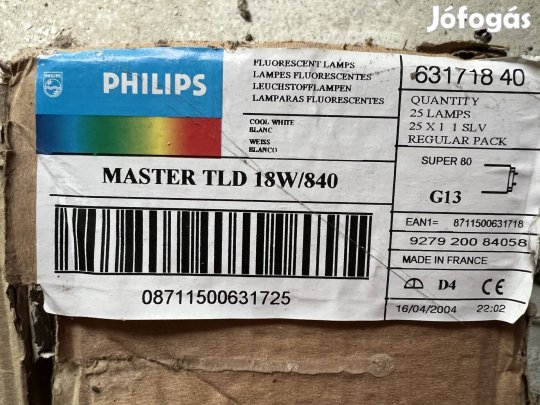 Jófogás
PHILIPS
FLUORESCENT LAMPS
LAMPES FLUORESCENTES
LEUCHSTOFFLAMPEN
LAMPARAS FLUORESCENTES
COOL WHITE
BLANC
WEISS
BLANCO
MASTER TLD 18W/840
08711500631725
631718 40
QUANTITY
25 LAMPS
25 X 1 1 SLV
REGULAR PACK
SUPER 80
G13
EAN1= 8711500631718
9279 200 84058
MADE IN FRANCE
D4 CE
16/04/2004 22:02